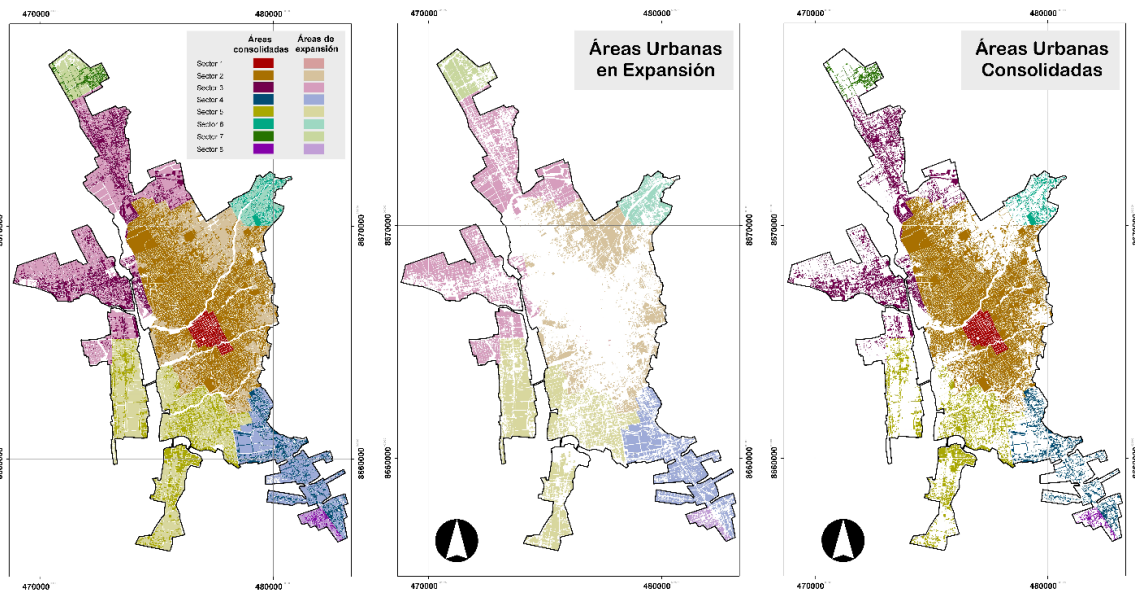 470000
480000
470000
480000
470000
480000
Áreas consolidadas
Áreas de expansión
Sector 1
Sector 2
Sector 3
Sector 4
Sector 5
Sector 6
Sector 7
Sector 8
Áreas Urbanas
en Expansión
Áreas Urbanas
Consolidadas
8670000
8670000
8670000
8670000
8660000
8660000
8660000
8660000
470000
480000
470000
480000
470000
480000